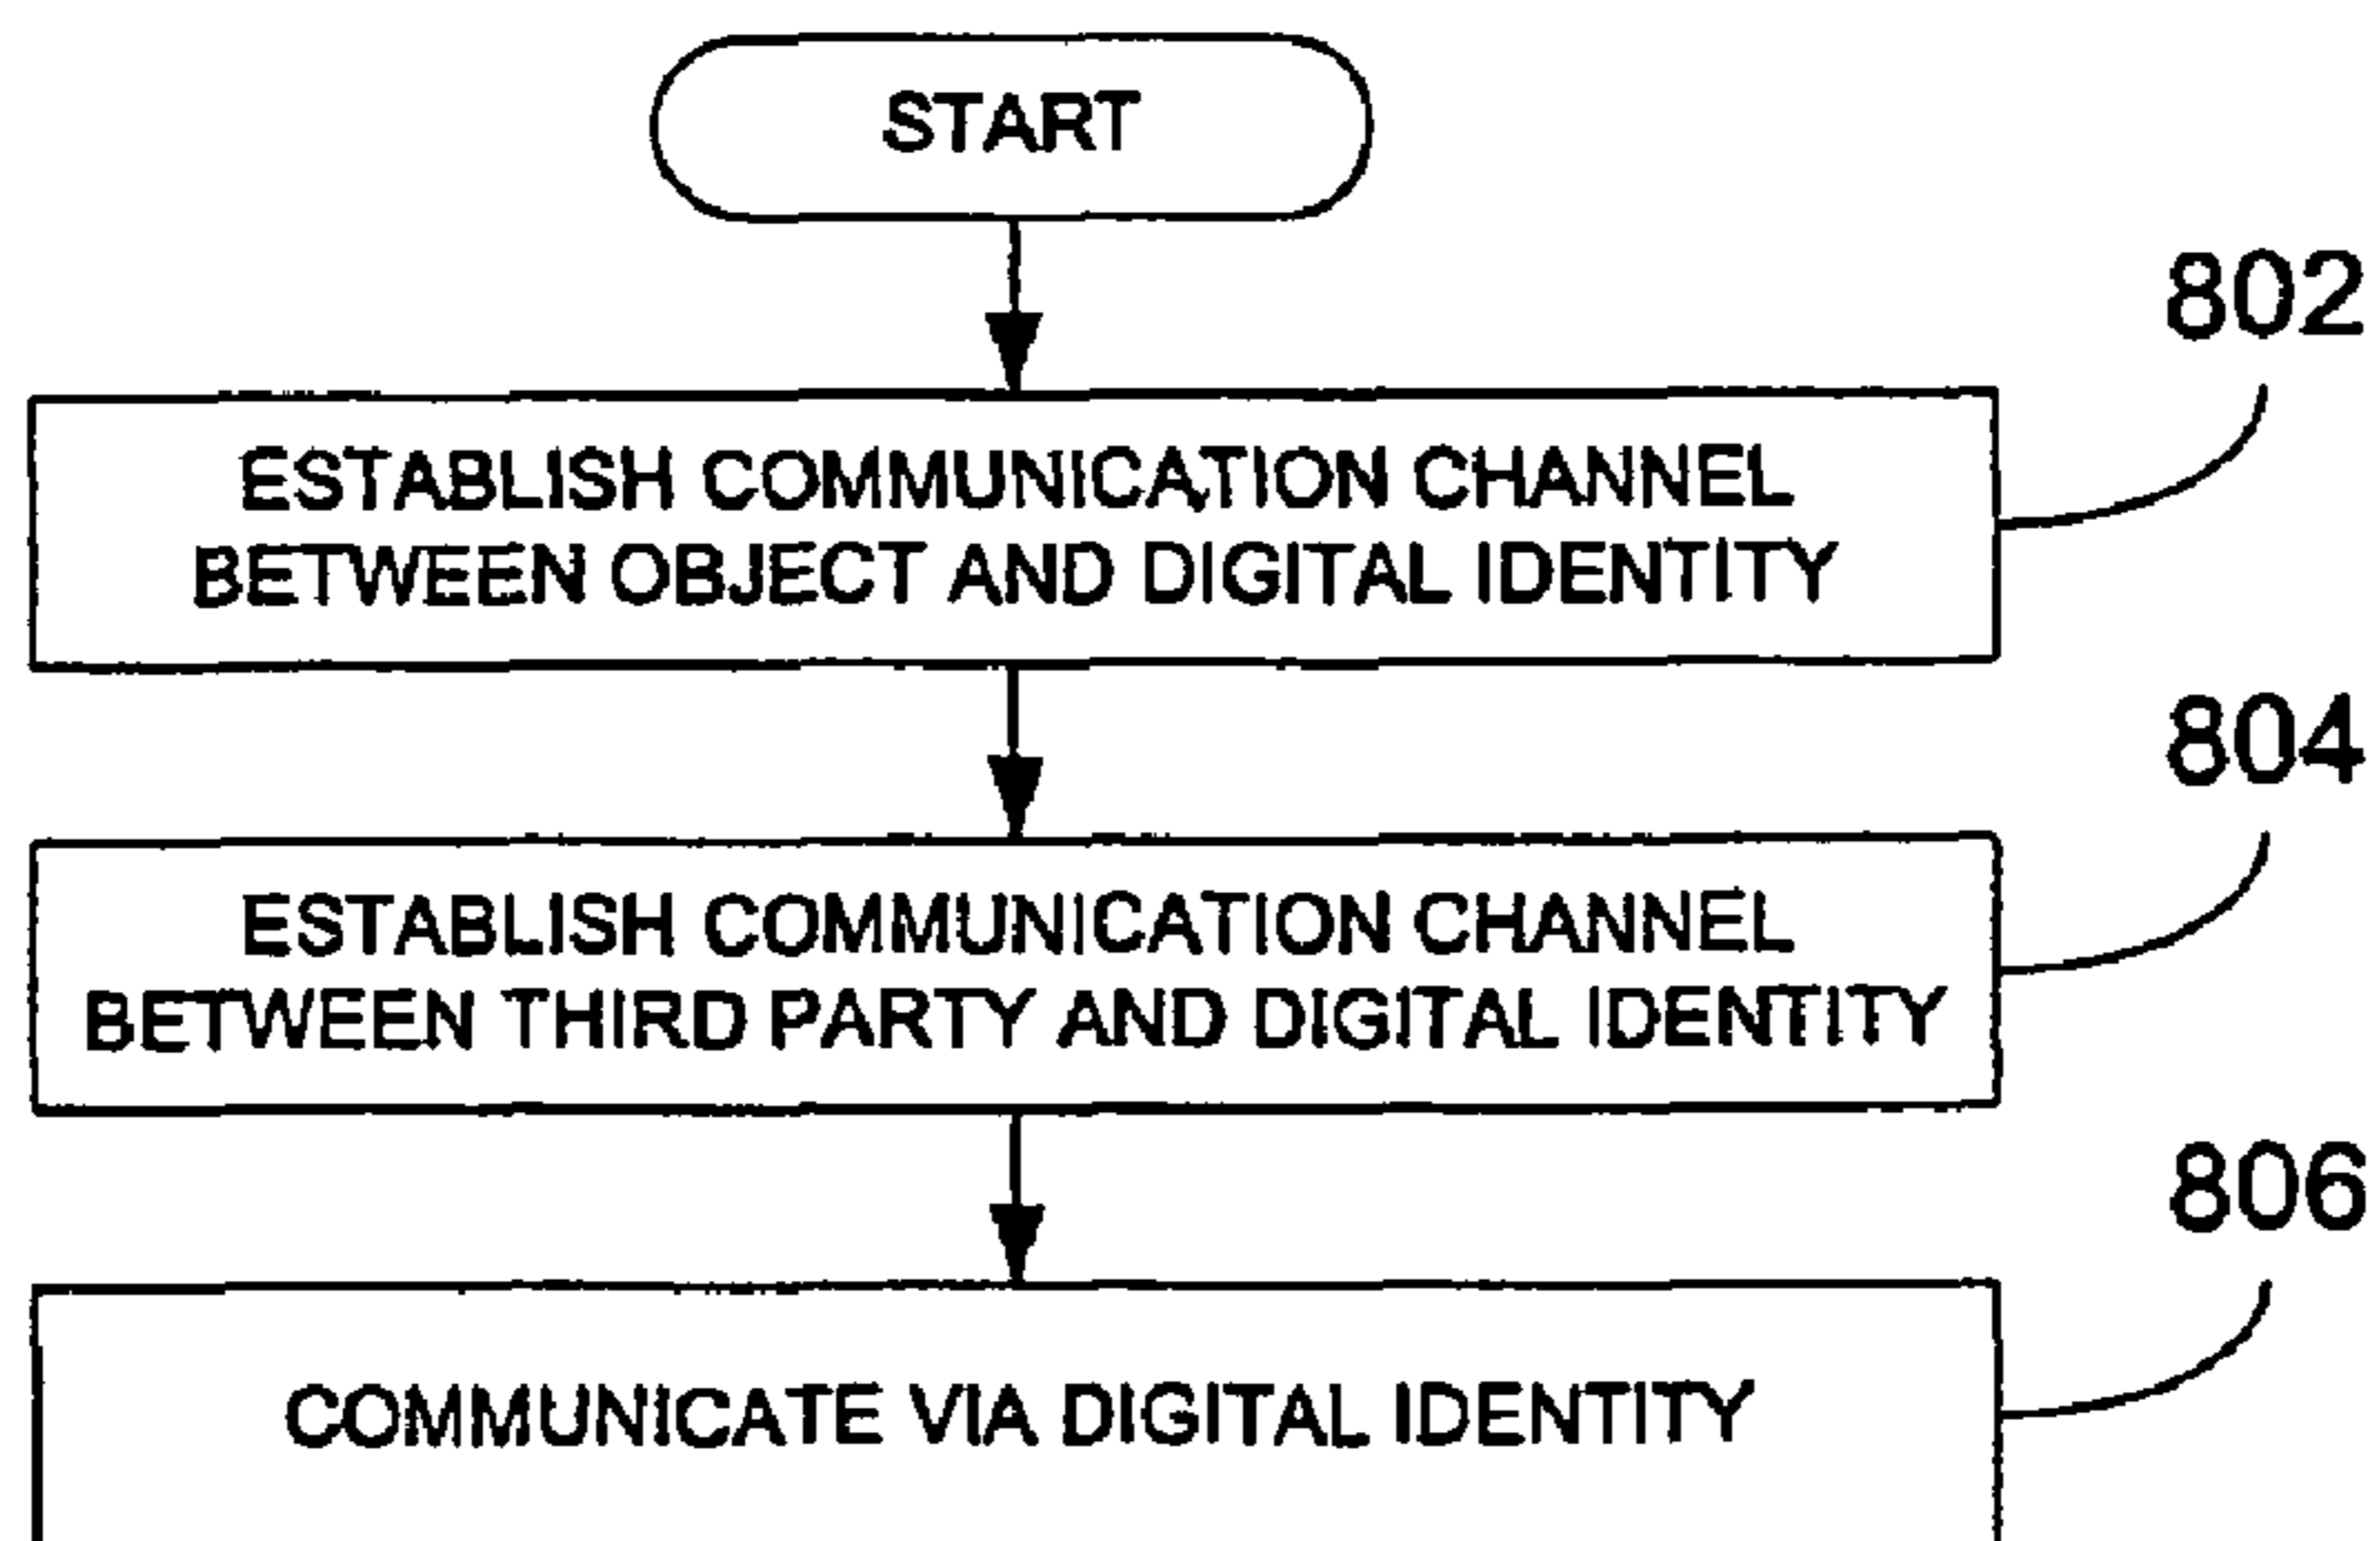 START
802
ESTABLISH COMMUNICATION CHANNEL
BETWEEN OBJECT AND DIGITAL IDENTITY
804
ESTABLISH COMMUNICATION CHANNEL
BETWEEN THIRD PARTY AND DIGITAL IDENTITY
806
COMMUNICATE VIA DIGITAL IDENTITY